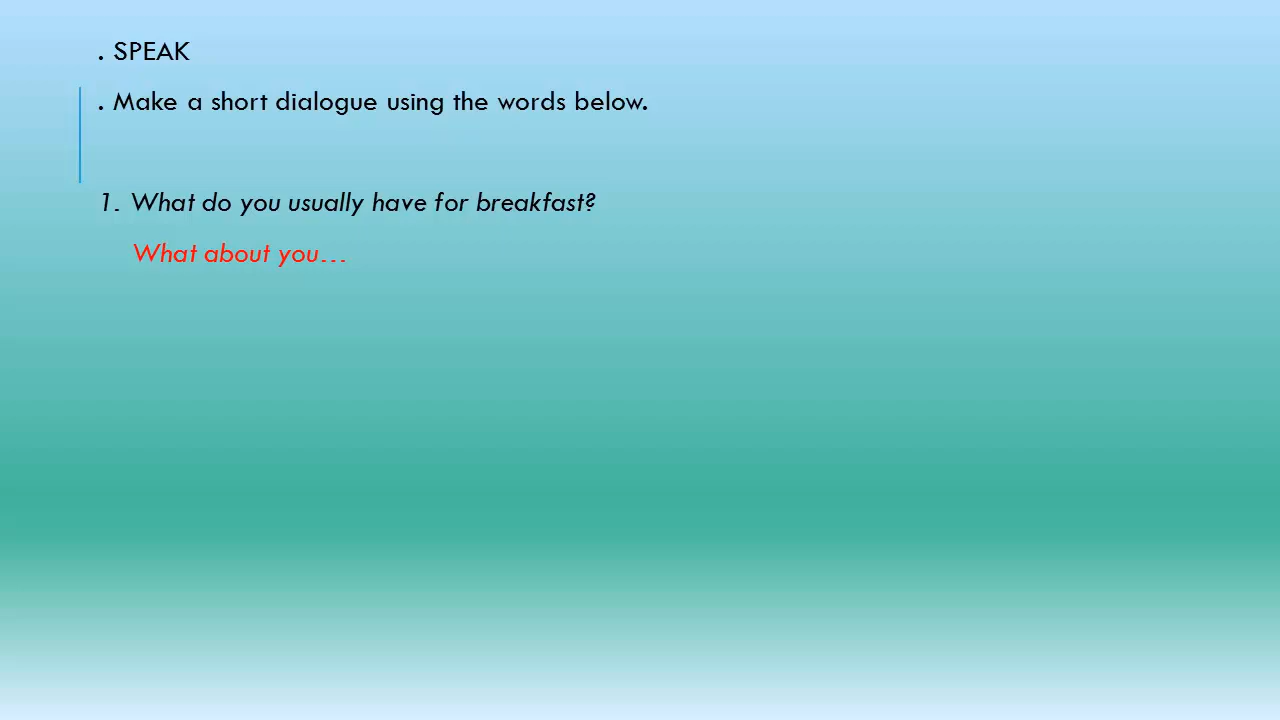 . SPEAK
. Make a short dialogue using the words below.
1. What do you usually have for breakfast?
What about you...